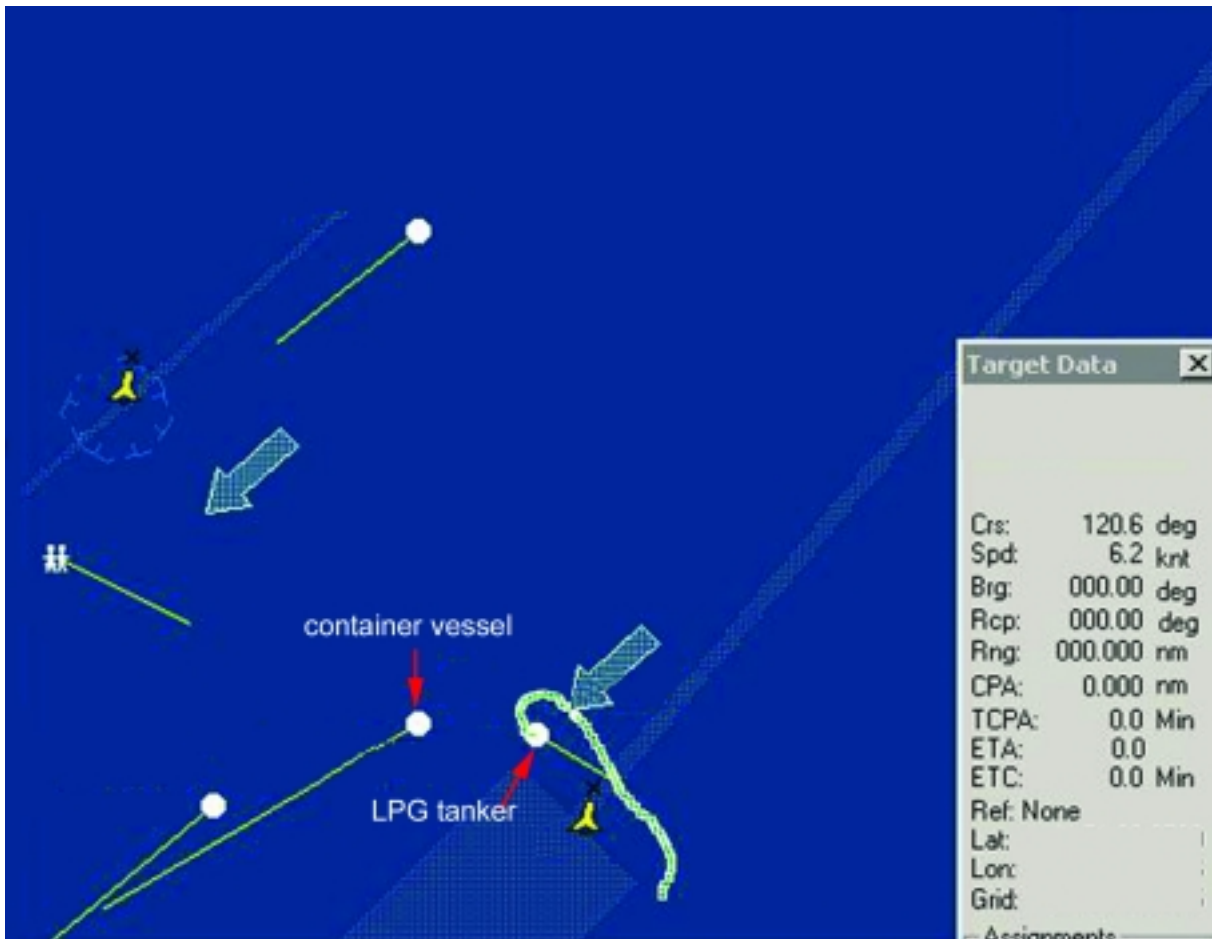 container vessel
LPG tanker
Target Data
Crs: 120.6 deg
Spd: 6.2 knt
Brg: 000.00 deg
Rcp: 000.00 deg
Rng: 000.000 nm
CPA: 0.000 nm
TCPA: 0.0 Min
ETA: 0.0
ETC: 0.0 Min
Ref: None
Lat:
Lon:
Grid:
Assignments